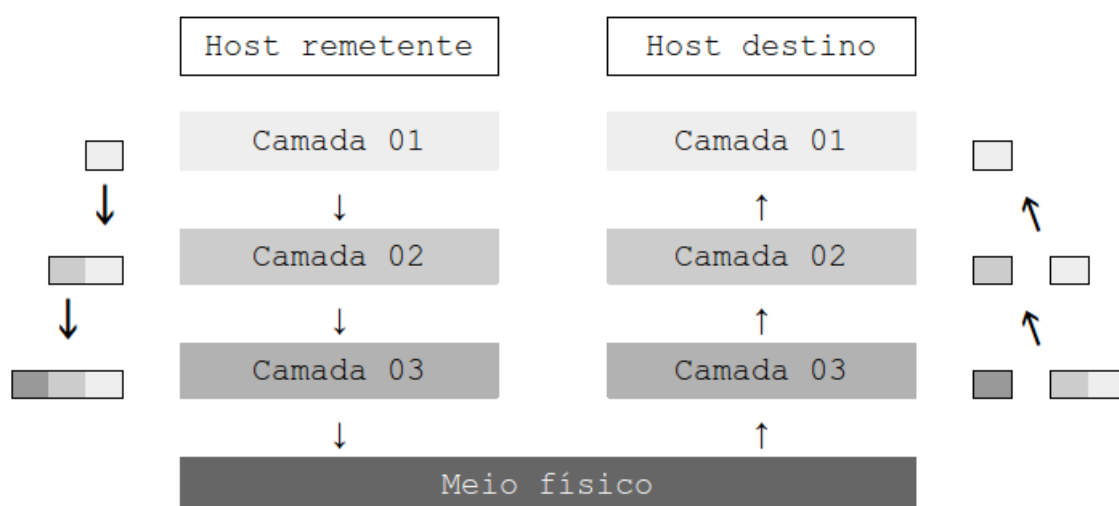 Host remetente
Host destino
Camada 01
Camada 01
↓
↑
Camada 02
Camada 02
↓
↑
Camada 03
Camada 03
↓
↑
Meio físico